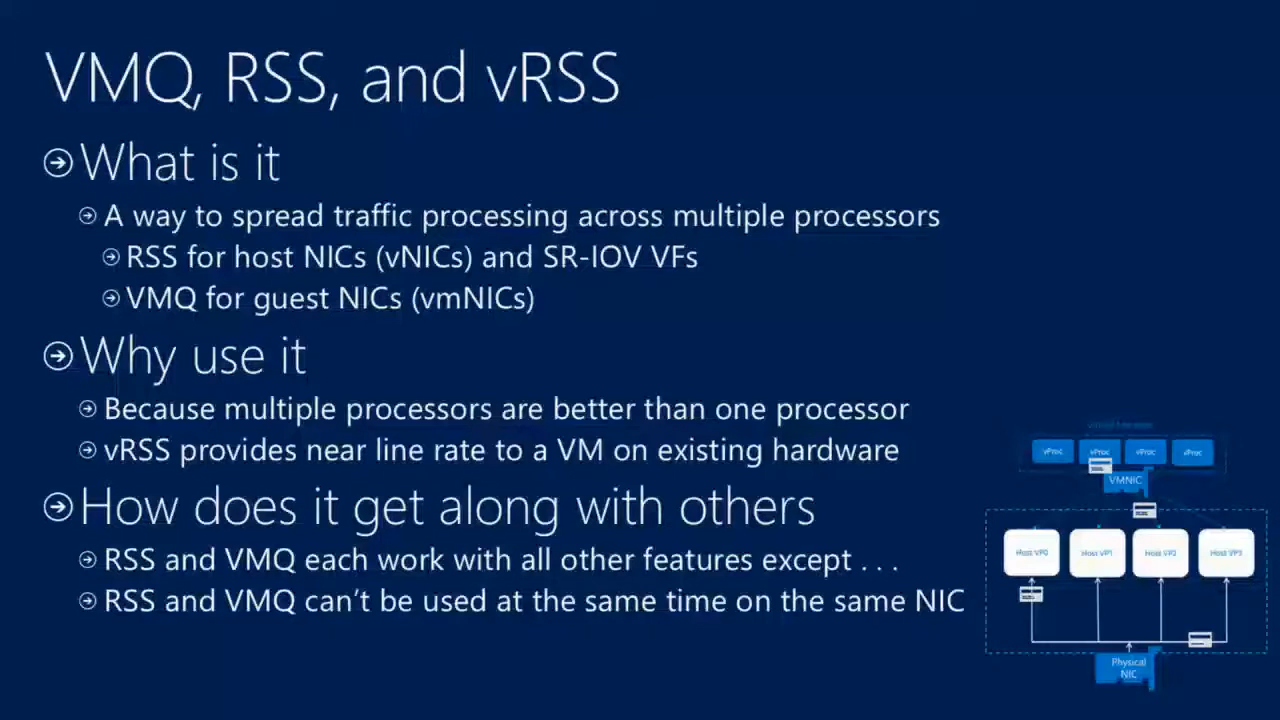 VMQ, RSS, and vRSS
What is it
A way to spread traffic processing across multiple processors
RSS for host NICs (vNICs) and SR-IOV VFs
VMQ for guest NICs (vmNICs)
Why use it
Because multiple processors are better than one processor
vRSS provides near line rate to a VM on existing hardware
How does it get along with others
RSS and VMQ each work with all other features except . . .
RSS and VMQ can't be used at the same time on the same NIC
vProc vProc vProc vProc
VMNIC
Host VP0 Host VP1 Host VP2 Host VP3
Physical
NIC